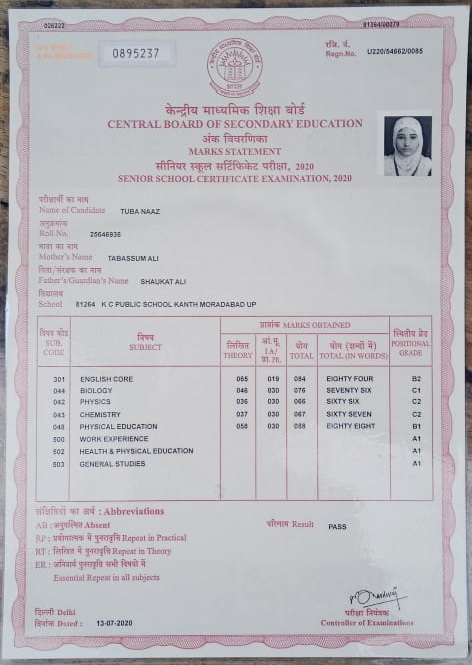 026222
81264/00079
0895237
रजि. नं.
Regn.No. U220/54662/0085
केन्द्रीय माध्यमिक शिक्षा बोर्ड
CENTRAL BOARD OF SECONDARY EDUCATION
अंक विवरणिका
MARKS STATEMENT
सीनियर स्कूल सर्टिफिकेट परीक्षा, 2020
SENIOR SCHOOL CERTIFICATE EXAMINATION, 2020
परीक्षार्थी का नाम
Name of Candidate TUBA NAAZ
अनुक्रमांक
Roll No. 25646936
माता का नाम
Mother's Name TABASSUM ALI
पिता/संरक्षक का नाम
Father's/Guardian's Name SHAUKAT ALI
विद्यालय
School 81264 K C PUBLIC SCHOOL KANTH MORADABAD UP
प्राप्तांक MARKS OBTAINED
विषय कोड SUB. CODE
विषय SUBJECT
लिखित THEORY
आं.मू. IA/ प्रा. PR.
योग TOTAL
योग (शब्दों में) TOTAL (IN WORDS)
स्थितीय ग्रेड POSITIONAL GRADE
301 ENGLISH CORE 065 019 084 EIGHTY FOUR B2
044 BIOLOGY 046 030 076 SEVENTY SIX C1
042 PHYSICS 036 030 066 SIXTY SIX C2
043 CHEMISTRY 037 030 067 SIXTY SEVEN C2
048 PHYSICAL EDUCATION 058 030 088 EIGHTY EIGHT B1
500 WORK EXPERIENCE A1
502 HEALTH & PHYSICAL EDUCATION A1
503 GENERAL STUDIES A1
संक्षिप्तियों का अर्थ : Abbreviations
AB : अनुपस्थित Absent
परिणाम Result PASS
RP : प्रयोगात्मक में पुनरावृत्ति Repeat in Practical
RT : लिखित में पुनरावृत्ति Repeat in Theory
ER : अनिवार्य पुनरावृत्ति सभी विषयों में
Essential Repeat in all subjects
दिल्ली Delhi
दिनांक Dated : 13-07-2020
परीक्षा नियंत्रक
Controller of Examinations